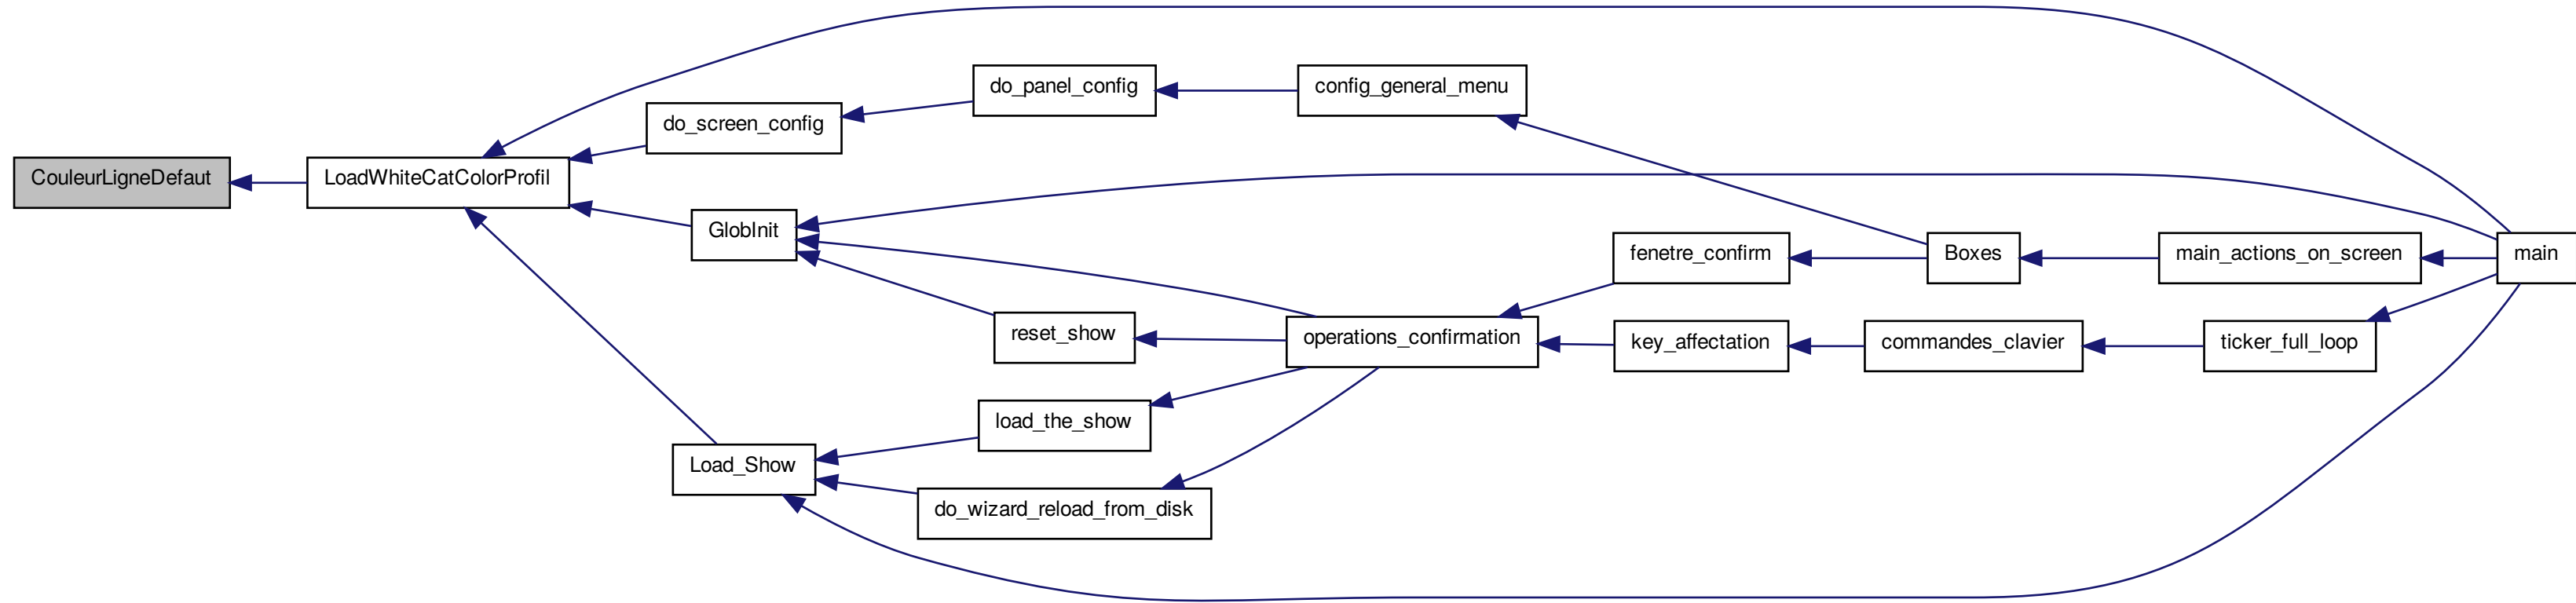 CouleurLigneDefaut
LoadWhiteCatColorProfil
do_screen_config
do_panel_config
config_general_menu
GlobInit
reset_show
Load_Show
load_the_show
do_wizard_reload_from_disk
operations_confirmation
fenetre_confirm
key_affectation
Boxes
commandes_clavier
main_actions_on_screen
ticker_full_loop
main